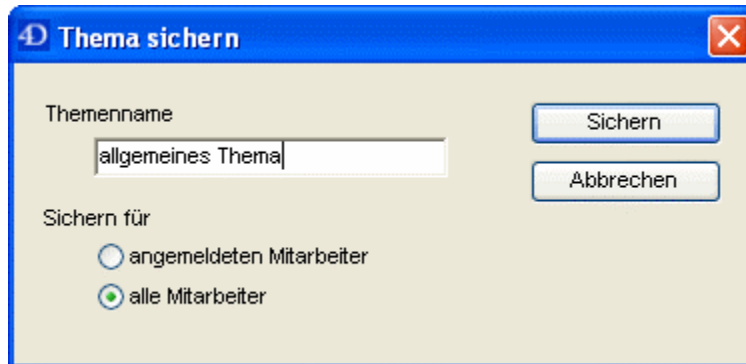 4D Thema sichern
Themenname
Sichern
allgemeines Thema
Abbrechen
Sichern für
angemeldeten Mitarbeiter
alle Mitarbeiter